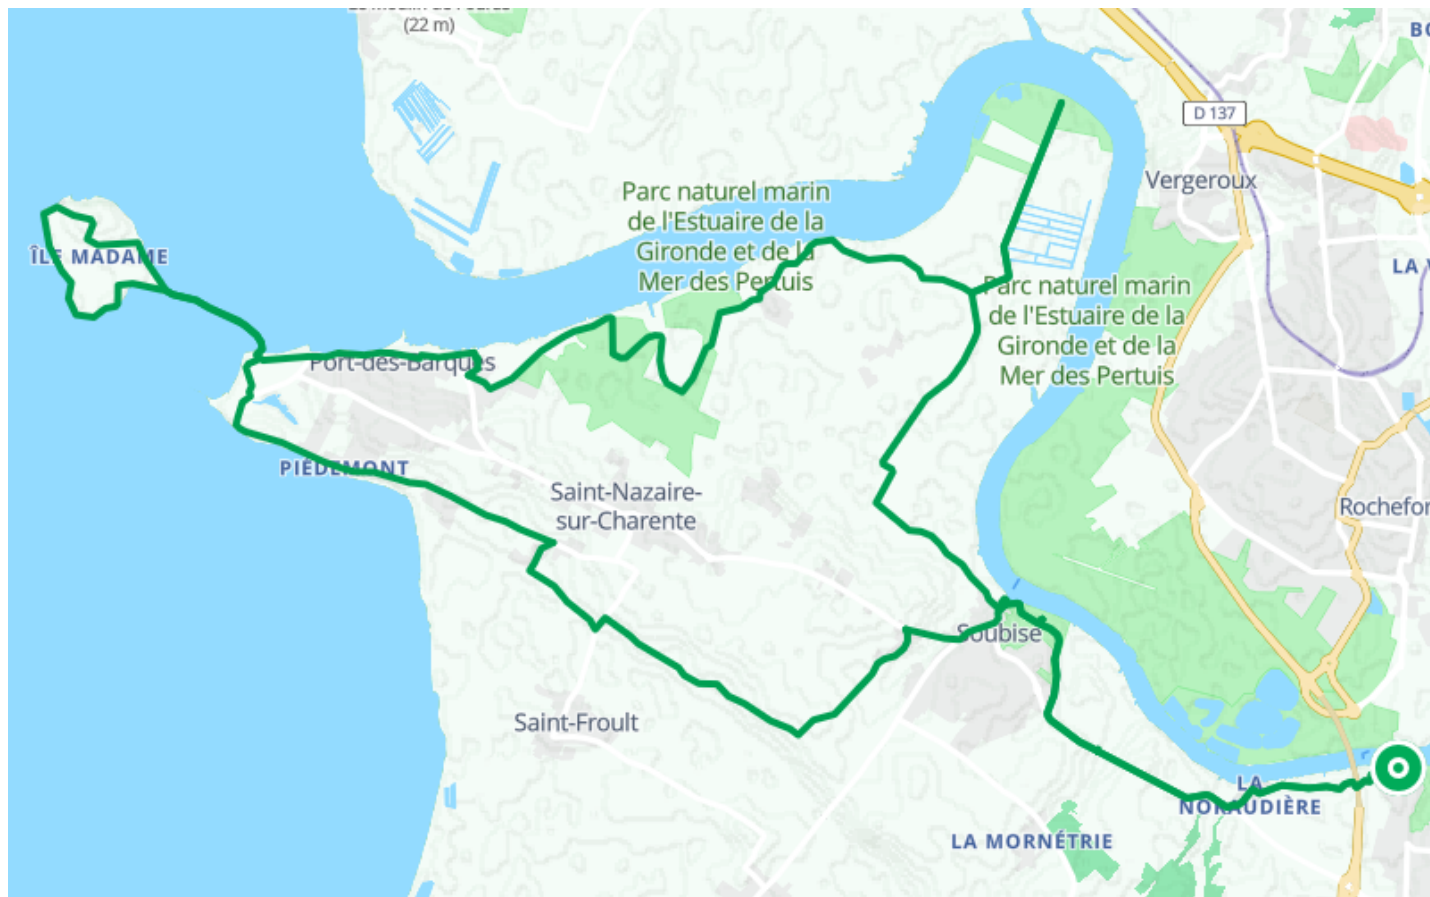 (22 m)
D 137
Vergeroux
Parc naturel marin
de l'Estuaire de la
Gironde et de la
Mer des Pertuis
ÎLE MADAME
LA
Parc naturel marin
de l'Estuaire de la
Gironde et de la
Mer des Pertuis
Port-des-Barques
PIÉDEMONT
Saint-Nazaire-
sur-Charente
Rochefor
Soubise
Saint-Froult
LA
NORAUDIÈRE
LA MORNÉTRIE